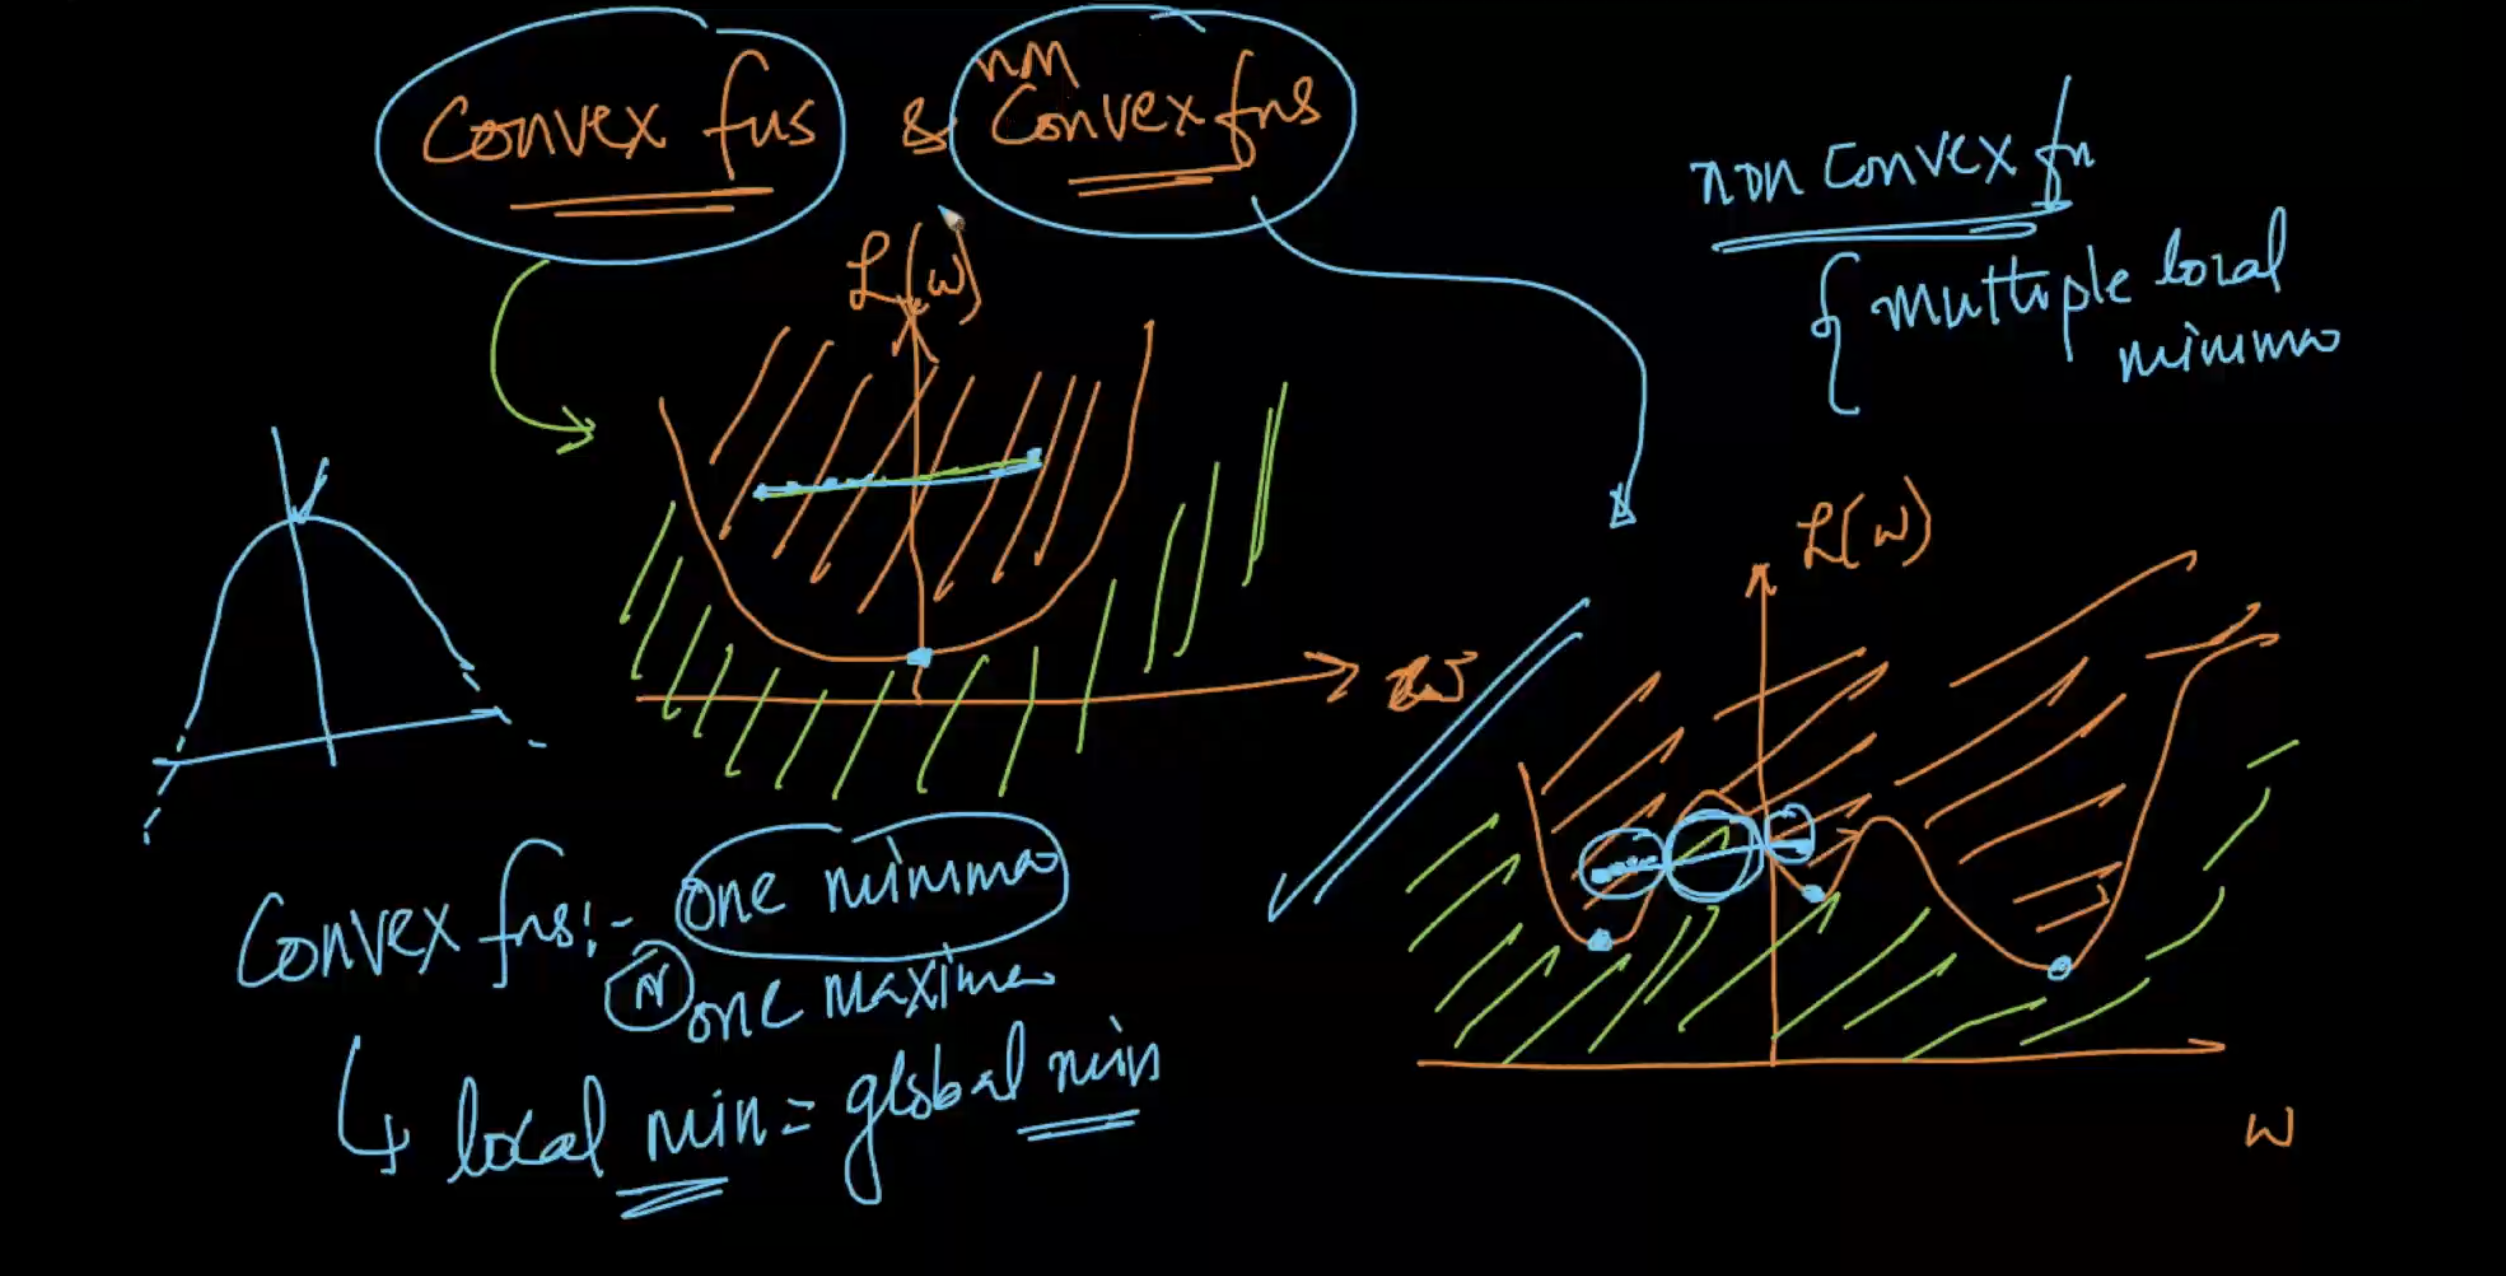 Convex fns & non Convex fns
non Convex fn
{ multiple local
minima
L(w)
L(w)
w
Convex fns:- one minima
(or) one maxima
↳ local min = global min
w